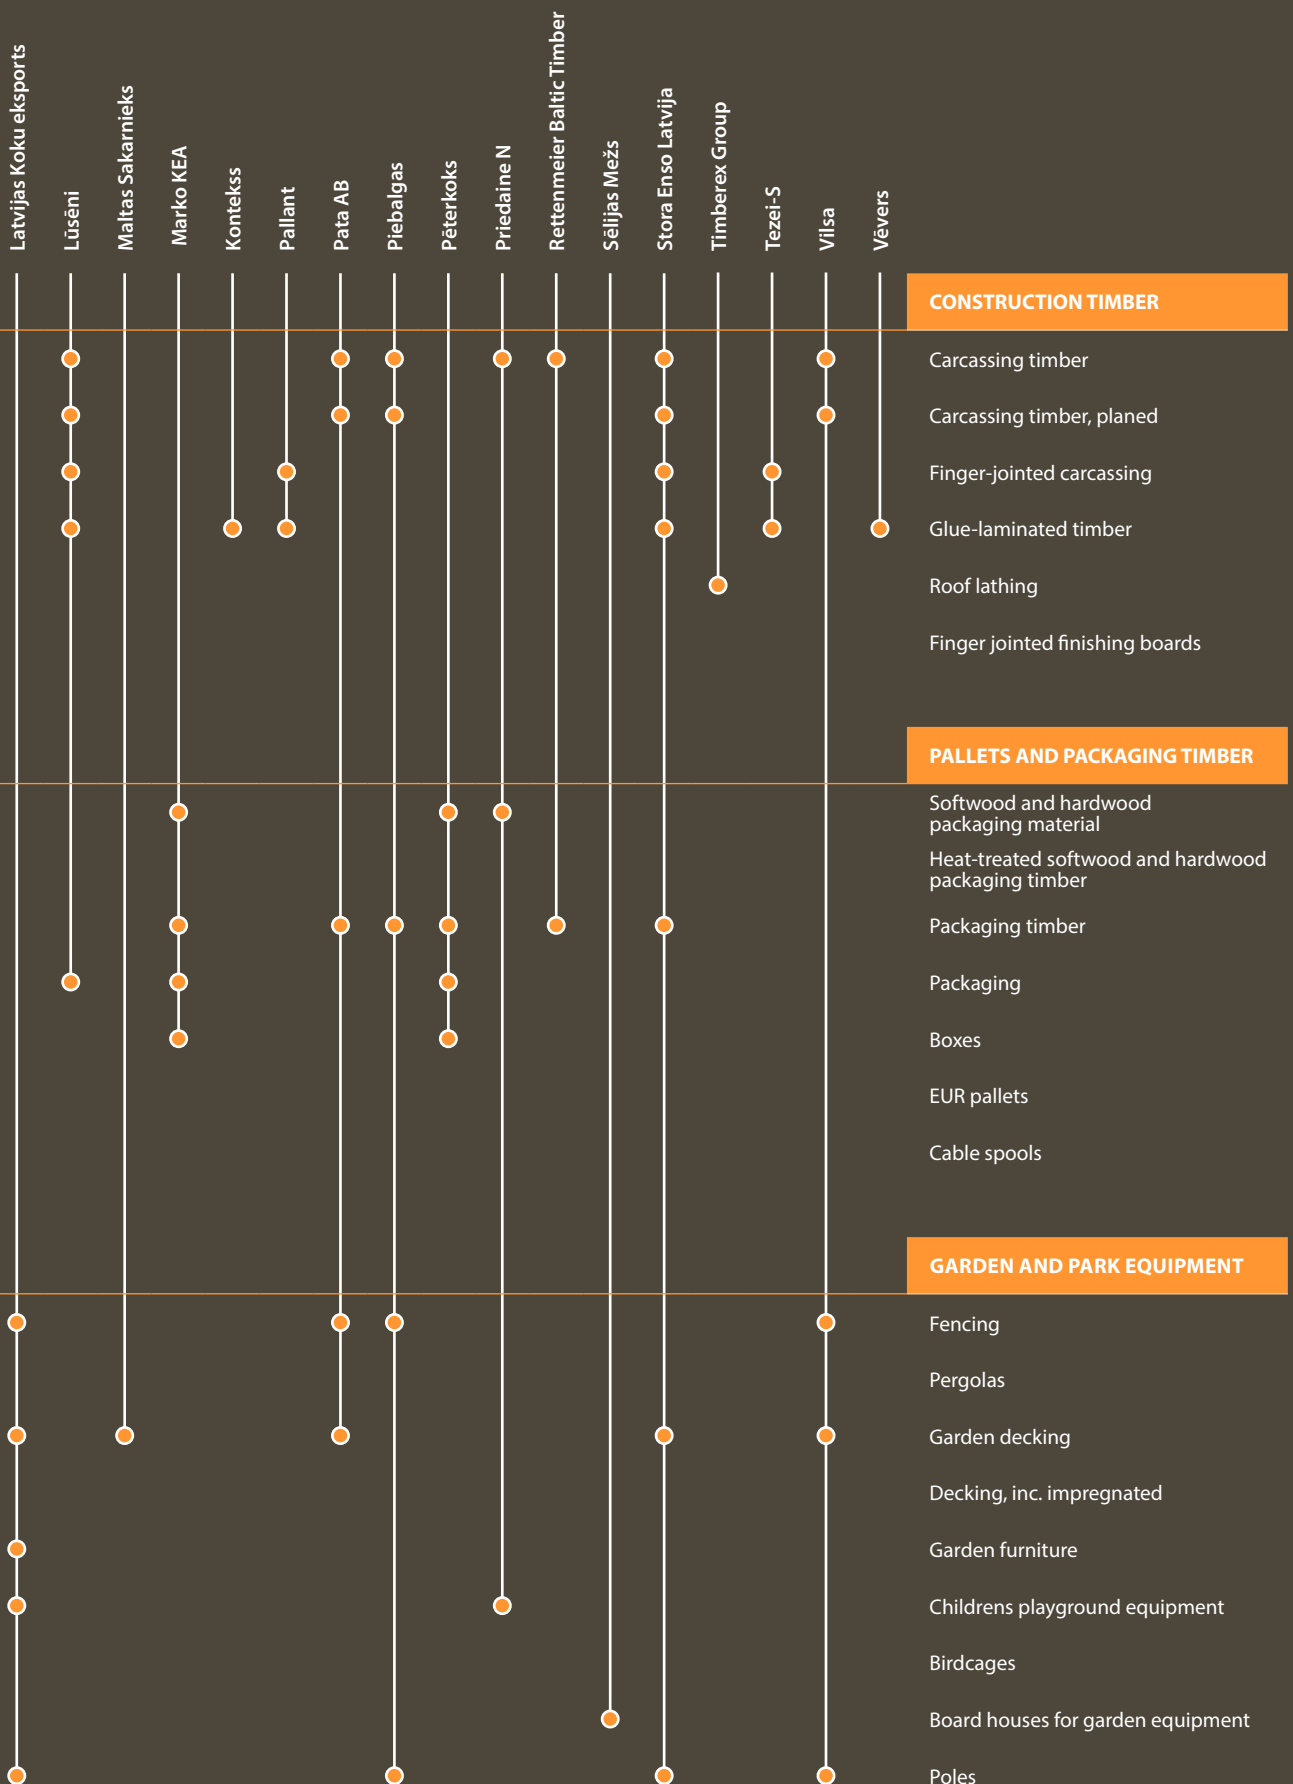 Latvijas Koku eksports
Lūsēni
Maltas Sakarnieks
Marko KEA
Kontekss
Pallant
Pata AB
Piebalgas
Pēterkoks
Priedaine N
Rettenmeier Baltic Timber
Sēlijas Mežs
Stora Enso Latvija
Timberex Group
Tezei-S
Vilsa
Vēvers
CONSTRUCTION TIMBER
Carcassing timber
Carcassing timber, planed
Finger-jointed carcassing
Glue-laminated timber
Roof lathing
Finger jointed finishing boards
PALLETS AND PACKAGING TIMBER
Softwood and hardwood
packaging material
Heat-treated softwood and hardwood
packaging timber
Packaging timber
Packaging
Boxes
EUR pallets
Cable spools
GARDEN AND PARK EQUIPMENT
Fencing
Pergolas
Garden decking
Decking, inc. impregnated
Garden furniture
Childrens playground equipment
Birdcages
Board houses for garden equipment
Poles